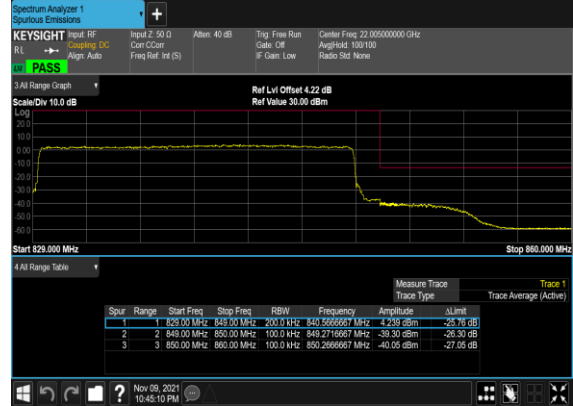 Spectrum Analyzer 1
Spurious Emissions
KEYSIGHT Input: RF Input Z: 50 Ω Atten: 40 dB Trig: Free Run Center Freq: 22.005000000 GHz
RL Coupling: DC Corr CCorr Gate: Off Avg|Hold: 100/100
Align: Auto Freq Ref: Int (S) IF Gain: Low Radio Std: None
PASS
3 All Range Graph
Ref Lvl Offset 4.22 dB
Scale/Div 10.0 dB Ref Value 30.00 dBm
Log
20.0
10.0
0.00
-10.0
-20.0
-30.0
-40.0
-50.0
-60.0
Start 829.000 MHz Stop 860.000 MHz
4 All Range Table
Measure Trace Trace 1
Trace Type Trace Average (Active)
Spur Range Start Freq Stop Freq RBW Frequency Amplitude ΔLimit
1 1 829.00 MHz 849.00 MHz 200.0 kHz 840.5666667 MHz 4.239 dBm -25.76 dB
2 2 849.00 MHz 850.00 MHz 100.0 kHz 849.2716667 MHz -39.30 dBm -26.30 dB
3 3 850.00 MHz 860.00 MHz 100.0 kHz 850.2666667 MHz -40.05 dBm -27.05 dB
? Nov 09, 2021
10:45:10 PM